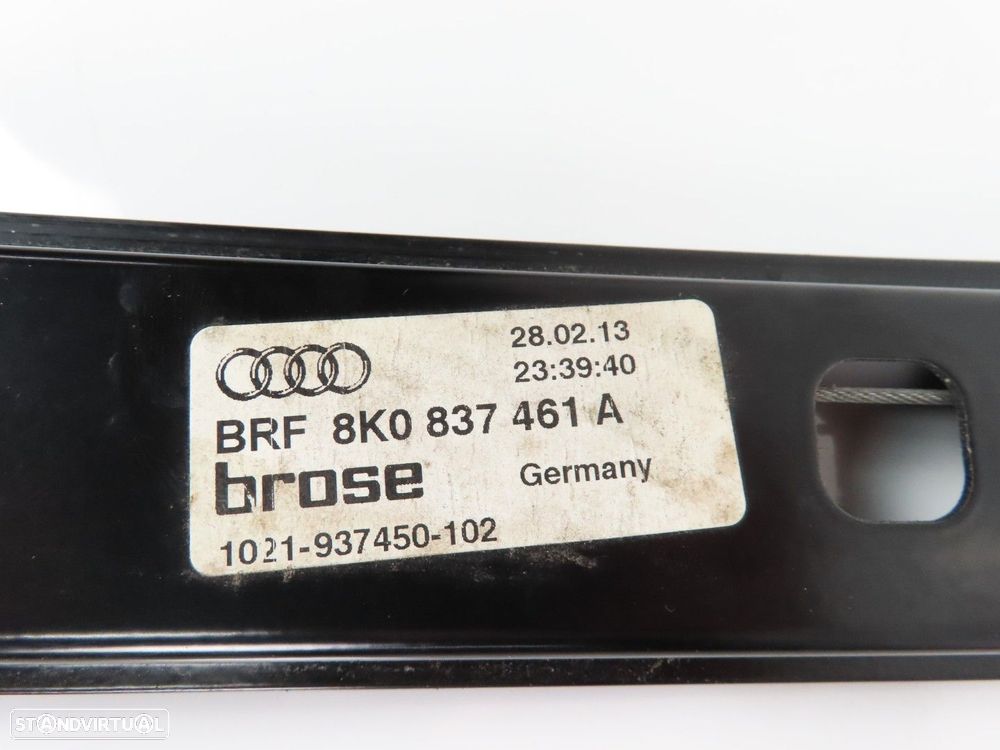 28.02.13
23:39:40
BRF 8K0 837 461 A
brose Germany
1021-937450-102
STANDVIRTUAL